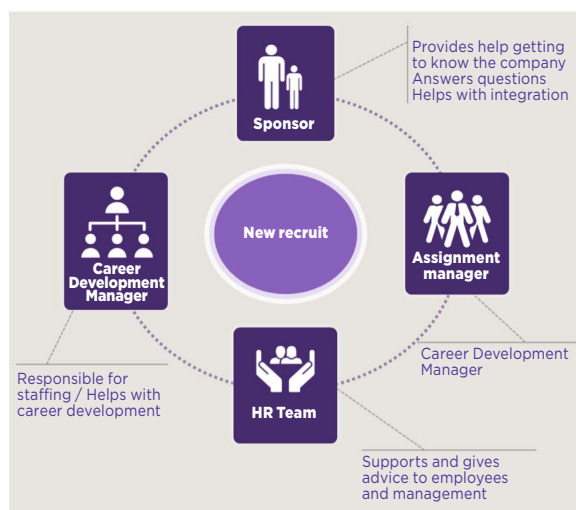 Provides help getting
to know the company
Answers questions
Helps with integration
Sponsor
New recruit
Career
Development
Manager
Assignment
manager
Career Development
Manager
Responsible for
staffing / Helps with
career development
HR Team
Supports and gives
advice to employees
and management